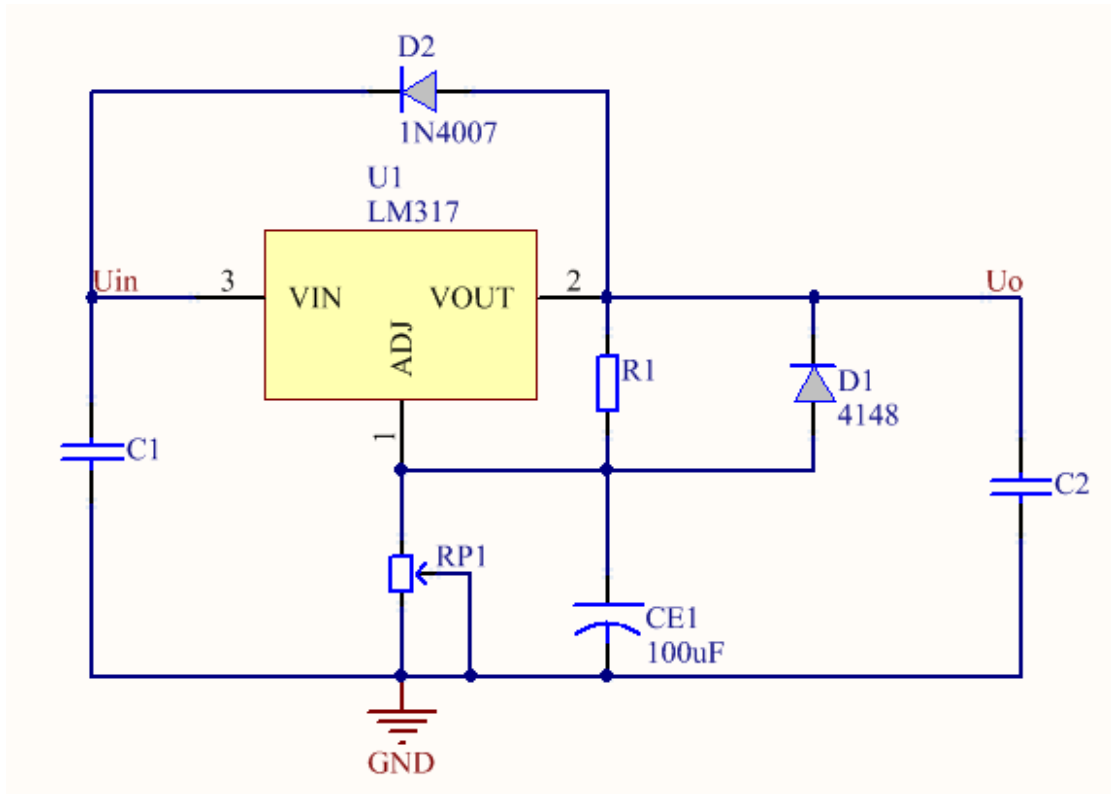 D2
1N4007
U1
LM317
Uin
3
VIN
VOUT
2
Uo
ADJ
1
R1
D1
4148
C1
C2
RP1
CE1
100uF
GND